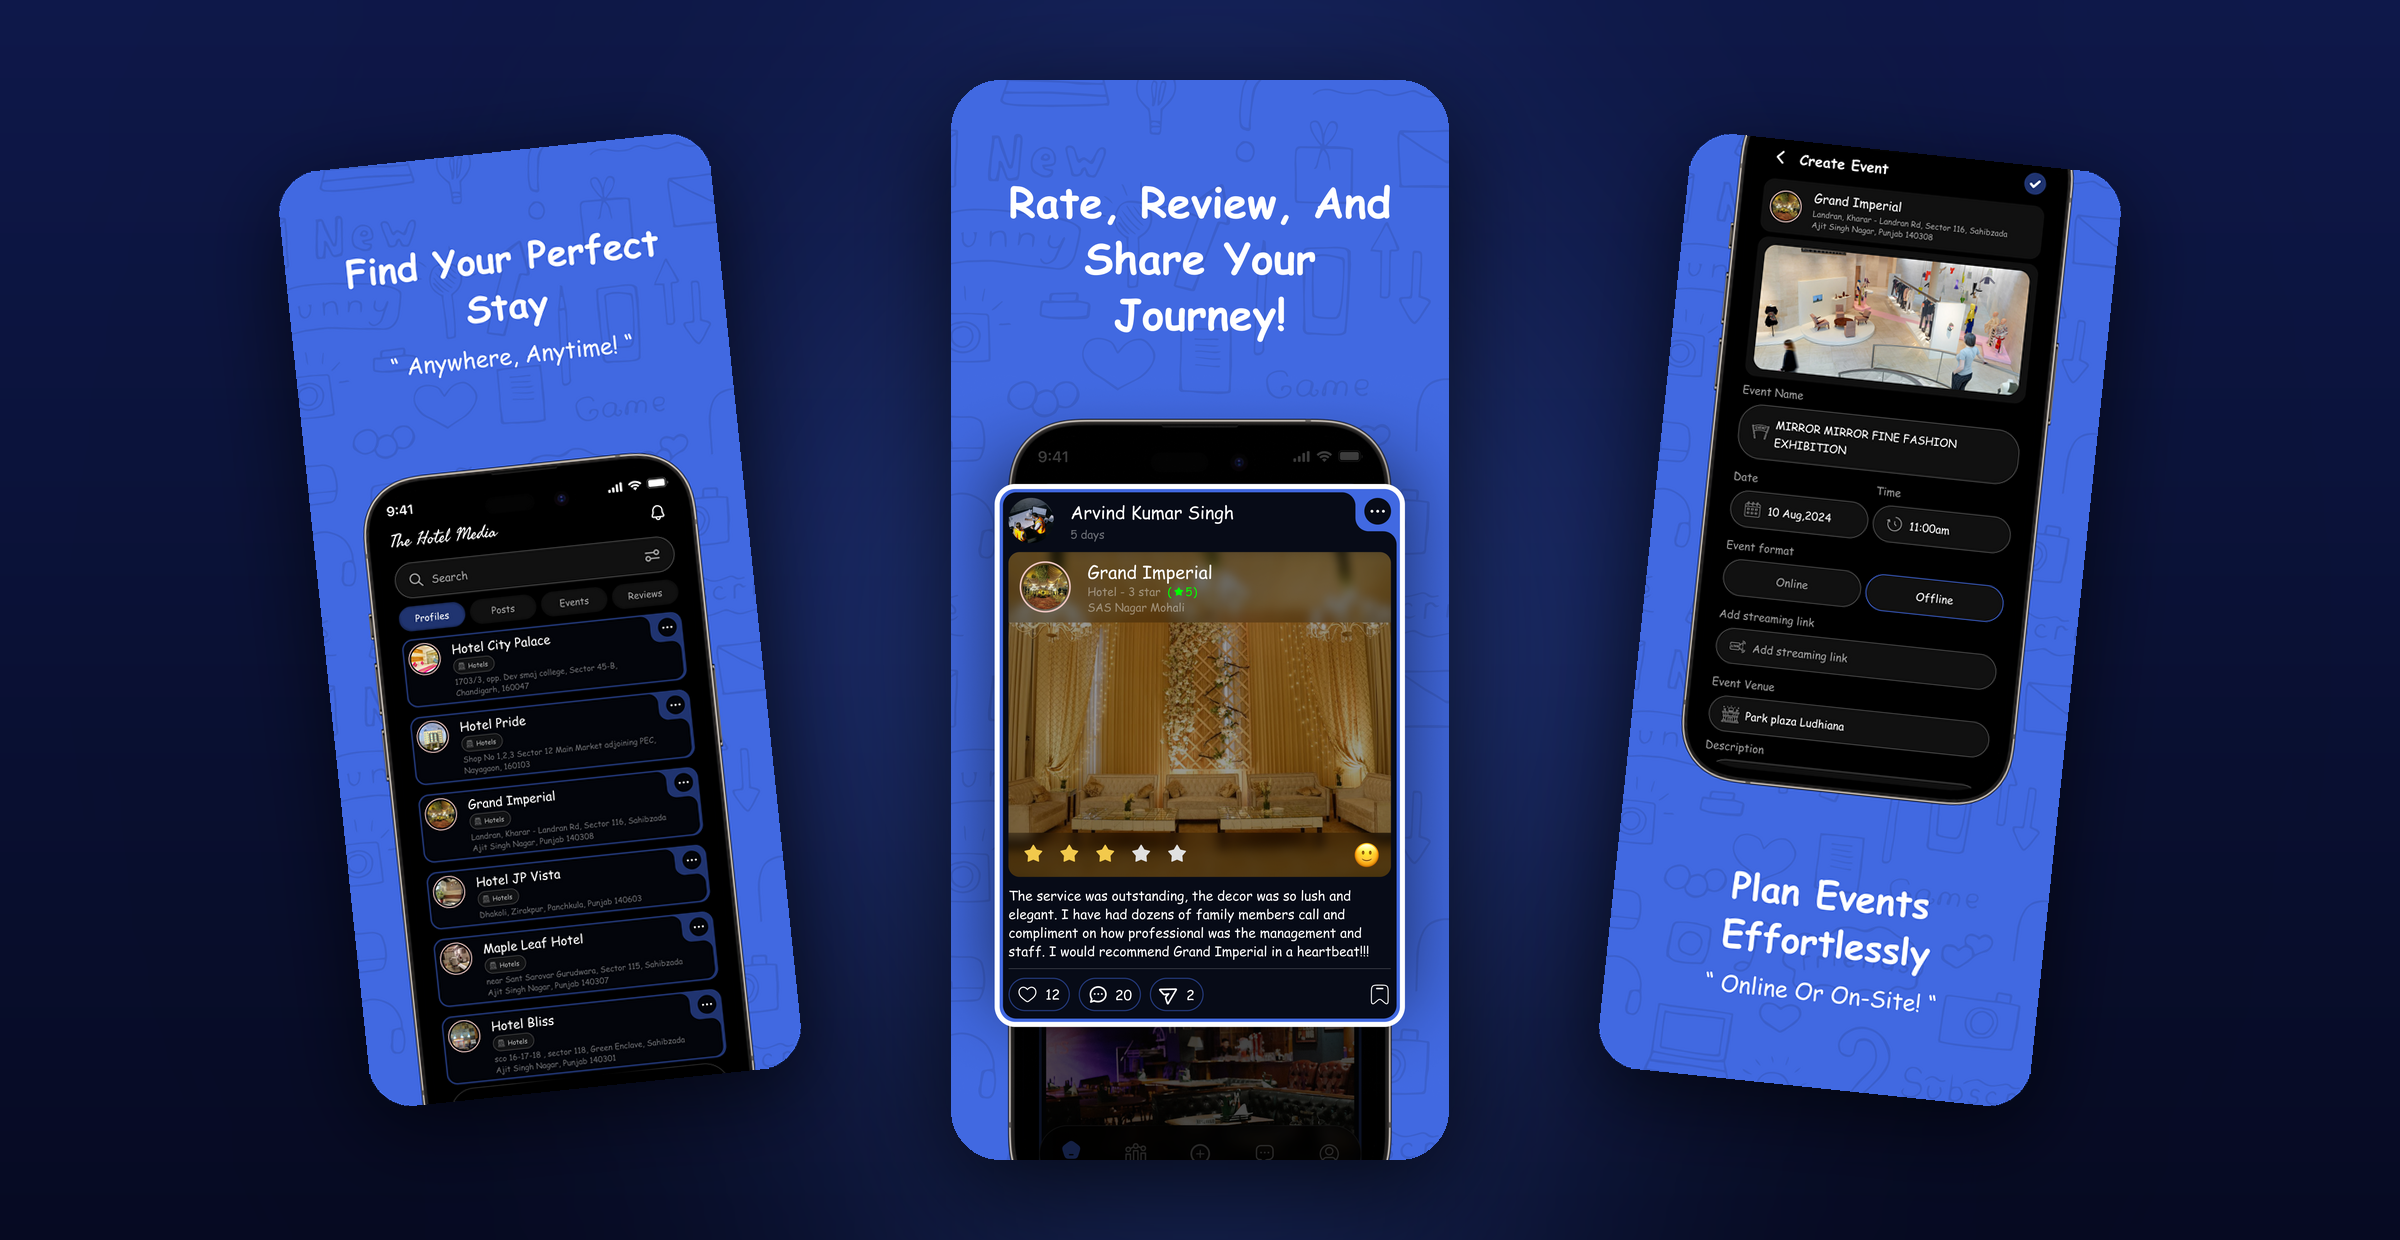 Find Your Perfect
Stay
“ Anywhere, Anytime! “
New
unny
Game
9:41
The Hotel Media
Search
Profiles
Posts
Events
Reviews
Hotel City Palace
Hotels
1703/3, opp. Dev smaj college, Sector 45-B,
Chandigarh, 160047
Hotel Pride
Hotels
Shop No 1,2,3 Sector 12 Main Market adjoining PEC,
Nayagaon, 160103
Grand Imperial
Hotels
Landran, Kharar - Landran Rd, Sector 116, Sahibzada
Ajit Singh Nagar, Punjab 140308
Hotel JP Vista
Hotels
Dhakoli, Zirakpur, Panchkula, Punjab 140603
Maple Leaf Hotel
Hotels
near Sant Sarovar Gurudwara, Sector 115, Sahibzada
Ajit Singh Nagar, Punjab 140307
Hotel Bliss
Hotels
sco 16-17-18 , sector 118, Green Enclave, Sahibzada
Ajit Singh Nagar, Punjab 140301
New
Rate, Review, And
Share Your
Journey!
unny
Game
9:41
Arvind Kumar Singh
5 days
Grand Imperial
Hotel - 3 star (★5)
SAS Nagar Mohali
The service was outstanding, the decor was so lush and
elegant. I have had dozens of family members call and
compliment on how professional was the management and
staff. I would recommend Grand Imperial in a heartbeat!!!
12
20
2
Create Event
Grand Imperial
Landran, Kharar - Landran Rd, Sector 116, Sahibzada
Ajit Singh Nagar, Punjab 140308
Event Name
MIRROR MIRROR FINE FASHION
EXHIBITION
Date
Time
10 Aug,2024
11:00am
Event format
Online
Offline
Add streaming link
Add streaming link
Event Venue
Park plaza Ludhiana
Description
Game
Plan Events
Effortlessly
“ Online Or On-Site! “
Subsc